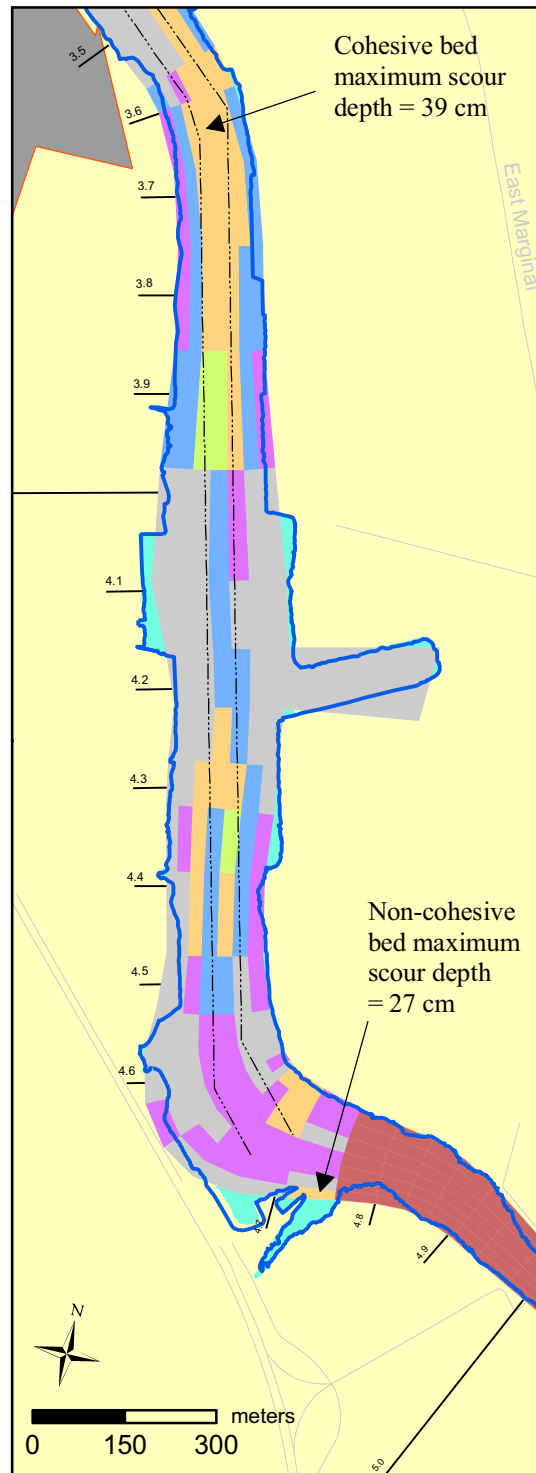 Cohesive bed
maximum scour
depth = 39 cm
3.5
3.6
3.7
East Marginal
3.8
3.9
4.1
4.2
4.3
4.4
Non-cohesive
bed maximum
scour depth
= 27 cm
4.5
4.6
4.7
4.8
4.9
N
meters
0 150 300
5.0